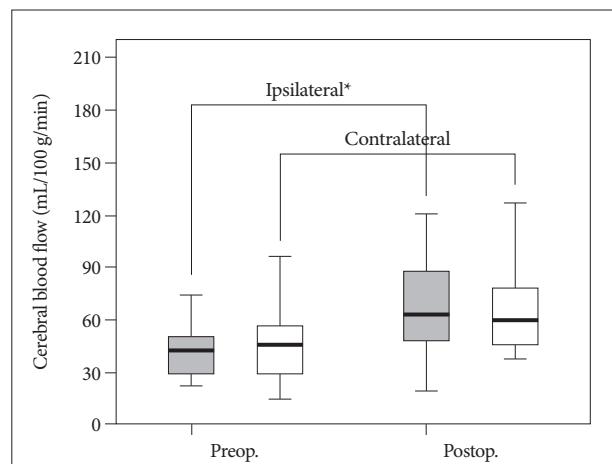 Cerebral blood flow (mL/100 g/min)
210
180
150
120
90
60
30
0
Ipsilateral*
Contralateral
Preop.
Postop.